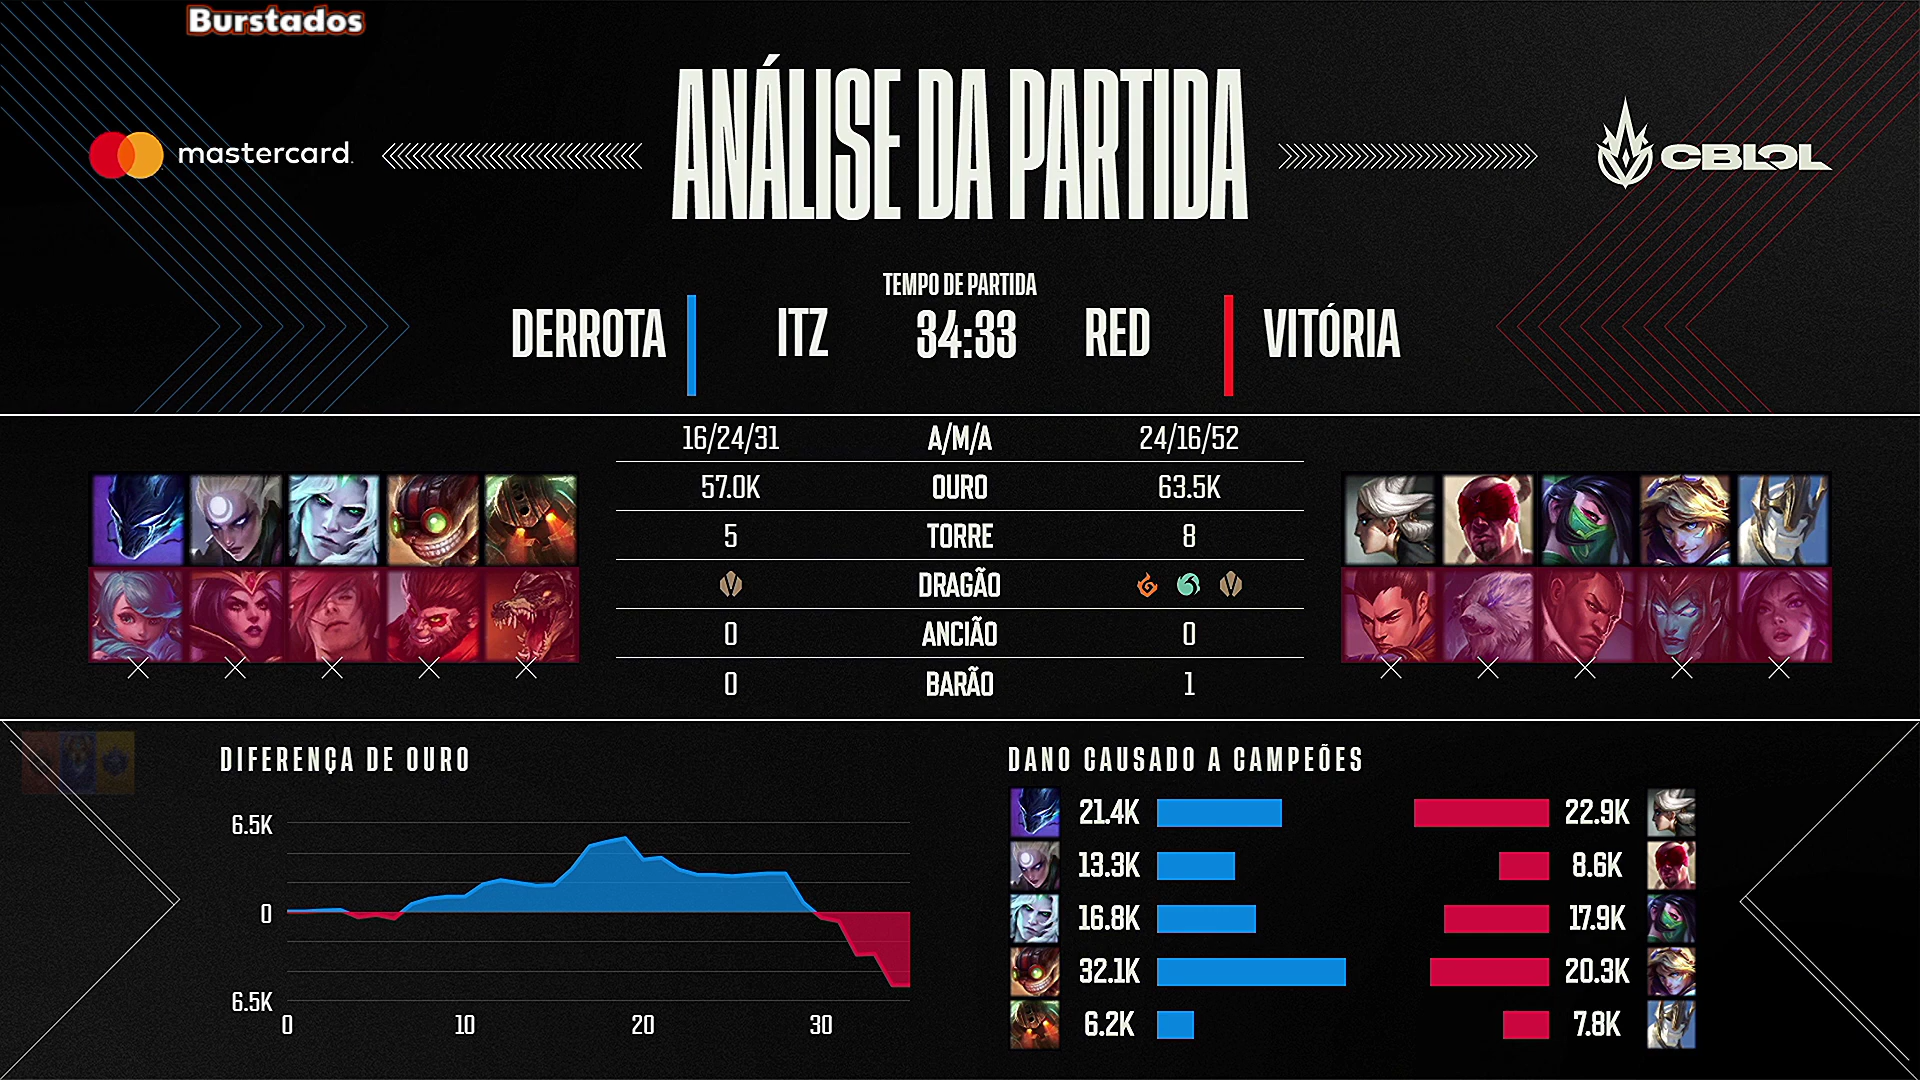 Burstados
mastercard.
ANÁLISE DA PARTIDA
CBLOL
TEMPO DE PARTIDA
DERROTA ITZ 34:33 RED VITÓRIA
16/24/31 A/M/A 24/16/52
57.0K OURO 63.5K
5 TORRE 8
DRAGÃO
0 ANCIÃO 0
0 BARÃO 1
DIFERENÇA DE OURO
6.5K
0
6.5K
0 10 20 30
DANO CAUSADO A CAMPEÕES
21.4K 22.9K
13.3K 8.6K
16.8K 17.9K
32.1K 20.3K
6.2K 7.8K